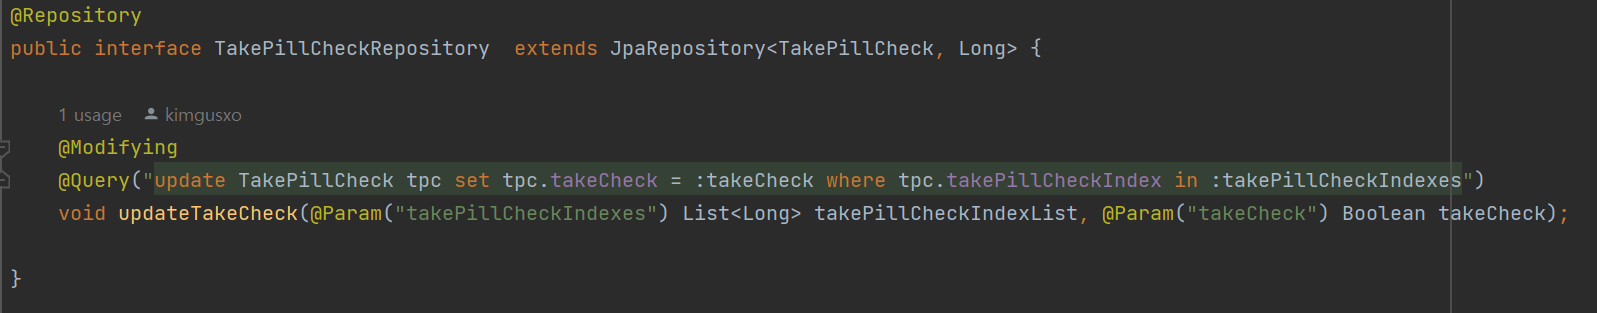 @Repository
public interface TakePillCheckRepository  extends JpaRepository<TakePillCheck, Long> {
1 usage kimgusxo
@Modifying
@Query("update TakePillCheck tpc set tpc.takeCheck = :takeCheck where tpc.takePillCheckIndex in :takePillCheckIndexes")
void updateTakeCheck(@Param("takePillCheckIndexes") List<Long> takePillCheckIndexList, @Param("takeCheck") Boolean takeCheck);
}